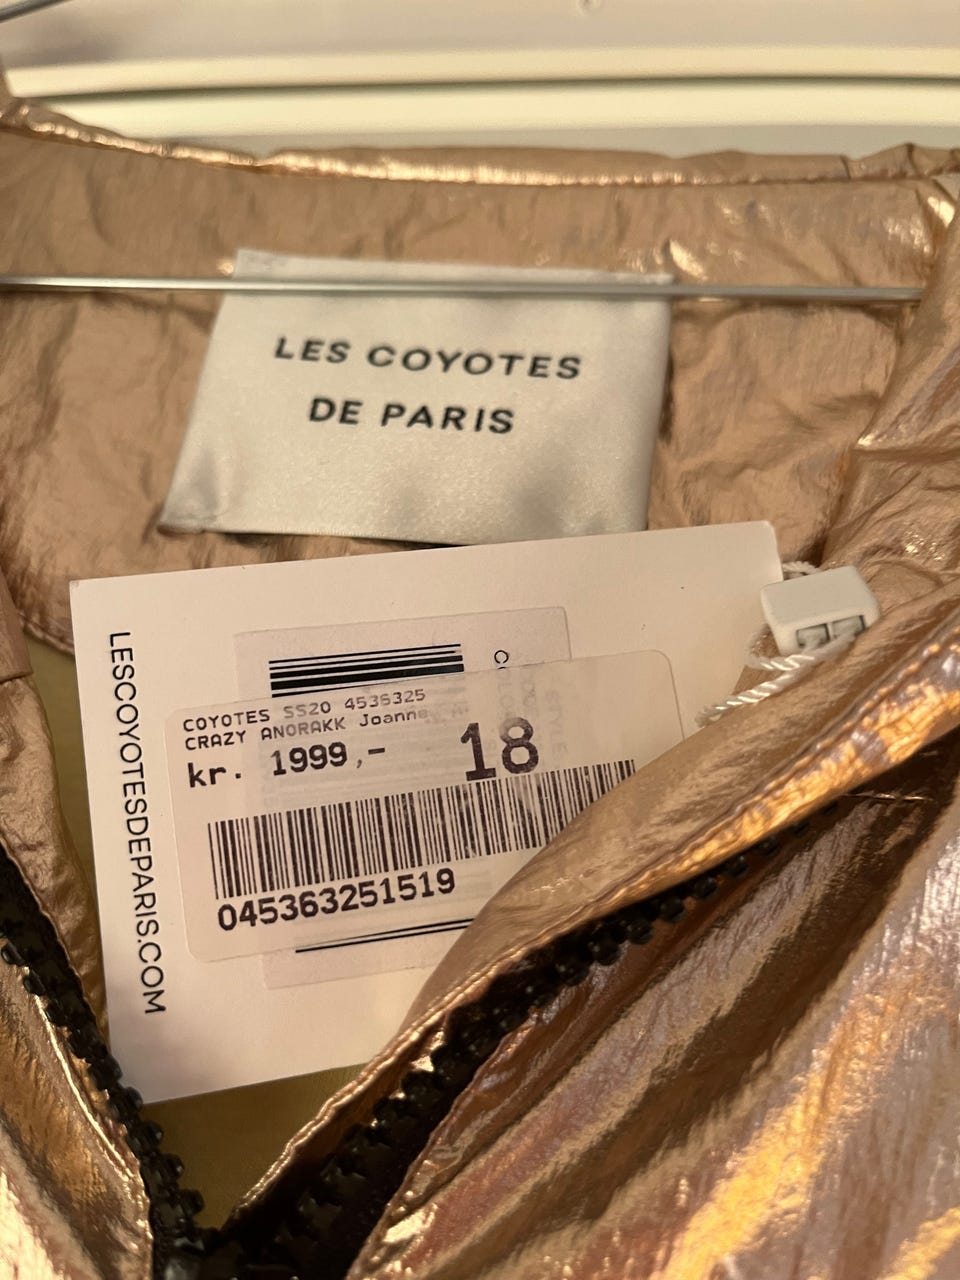 LES COYOTES
DE PARIS
LESCOYOTESDEPARIS.COM
COYOTES SS20 4536325
CRAZY ANORAKK Joanne
kr. 1999,- 18
045363251519